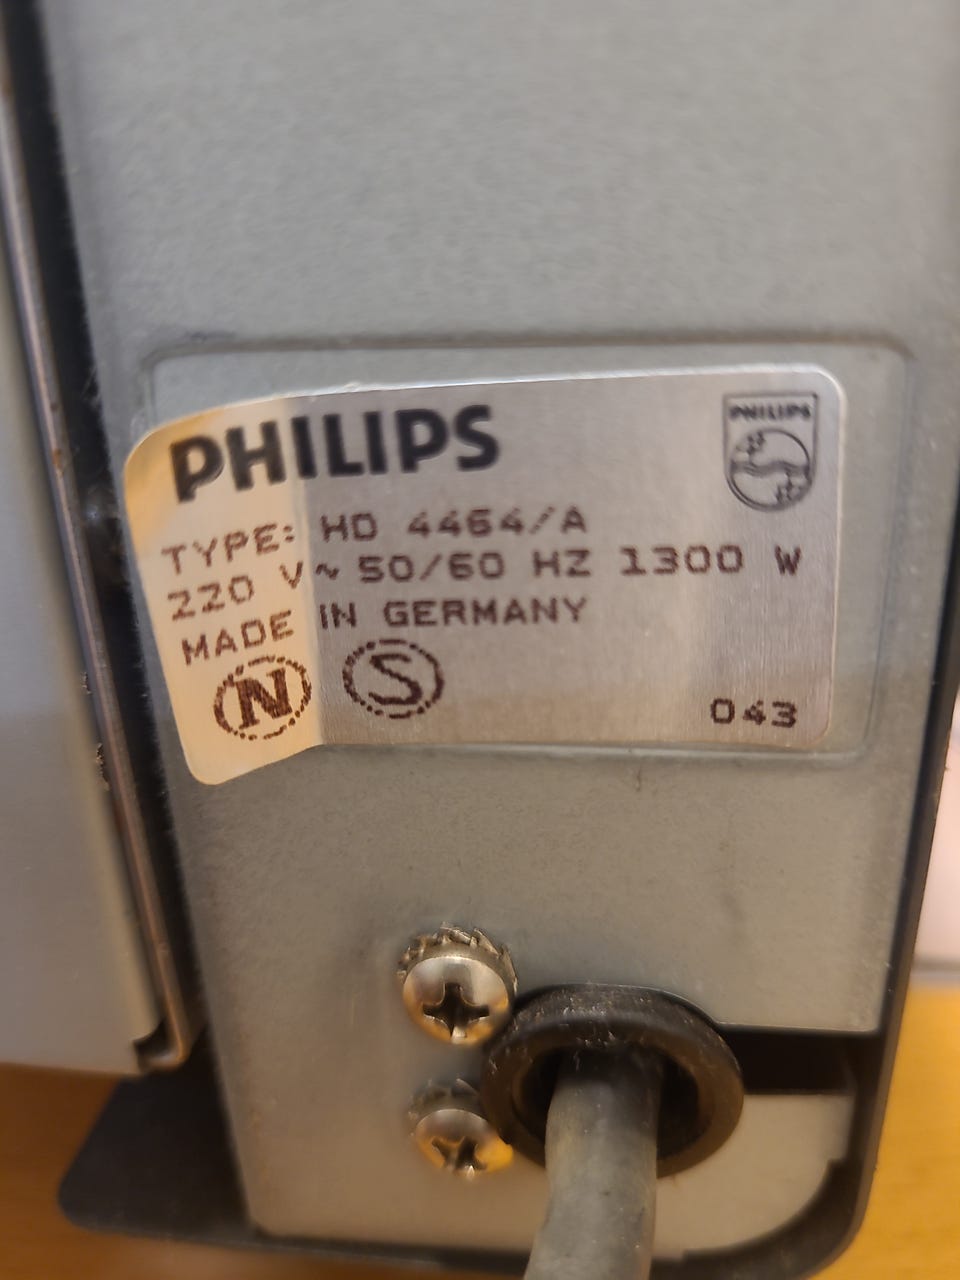 PHILIPS
PHILIPS
TYPE: HD 4464/A
220 V~ 50/60 HZ 1300 W
MADE IN GERMANY
N S
043